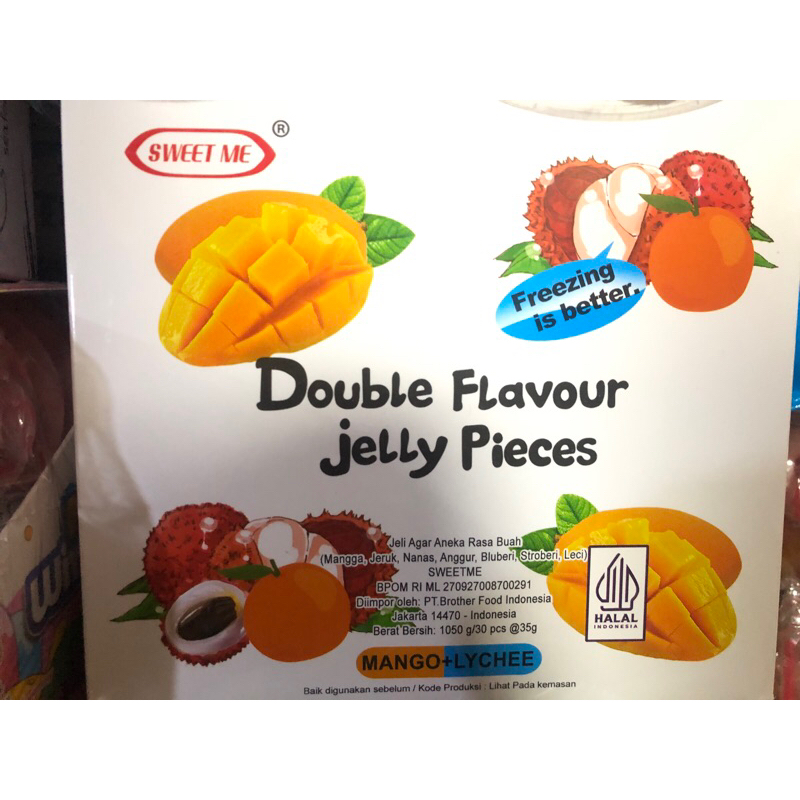 SWEET ME
®
Freezing
is better.
Double Flavour
jelly Pieces
Jeli Agar Aneka Rasa Buah
(Mangga, Jeruk, Nanas, Anggur, Bluberi, Stroberi, Leci)
SWEETME
BPOM RI ML 270927008700291
Diimpor oleh: PT.Brother Food Indonesia
Jakarta 14470 - Indonesia
Berat Bersih: 1050 g/30 pcs @35g
HALAL
INDONESIA
MANGO+LYCHEE
Baik digunakan sebelum / Kode Produksi : Lihat Pada kemasan